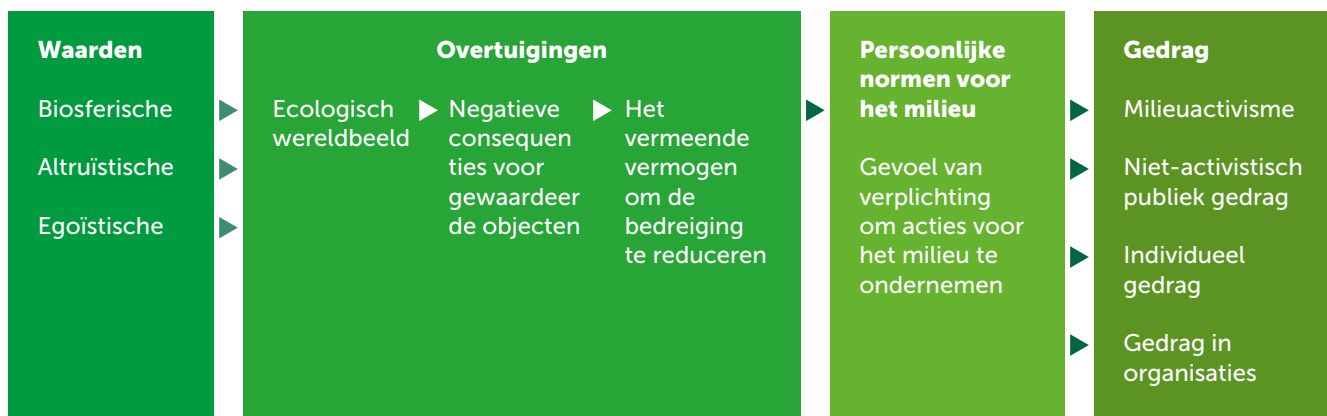 Waarden
Biosferische
Altruïstische
Egoïstische
Overtuigingen
Ecologisch
wereldbeeld
Negatieve
consequen
ties voor
gewaardeer
de objecten
Het
vermeende
vermogen
om de
bedreiging
te reduceren
Persoonlijke
normen voor
het milieu
Gevoel van
verplichting
om acties voor
het milieu te
ondernemen
Gedrag
Milieuactivisme
Niet-activistisch
publiek gedrag
Individueel
gedrag
Gedrag in
organisaties